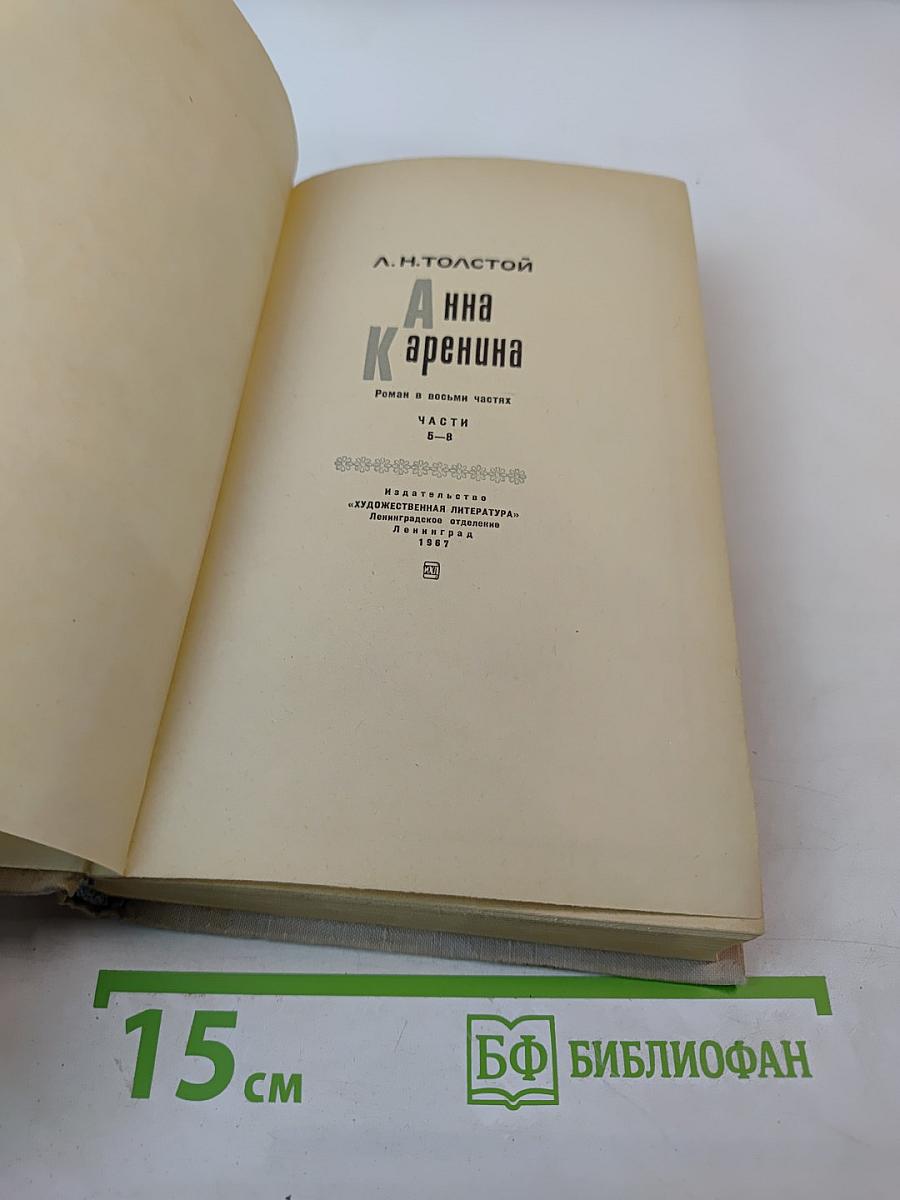 Л. Н. ТОЛСТОЙ
Анна
Каренина
Роман в восьми частях
ЧАСТИ
5—8
Издательство
«ХУДОЖЕСТВЕННАЯ ЛИТЕРАТУРА»
Ленинградское отделение
Ленинград
1967
15 см
БФ БИБЛИОФАН